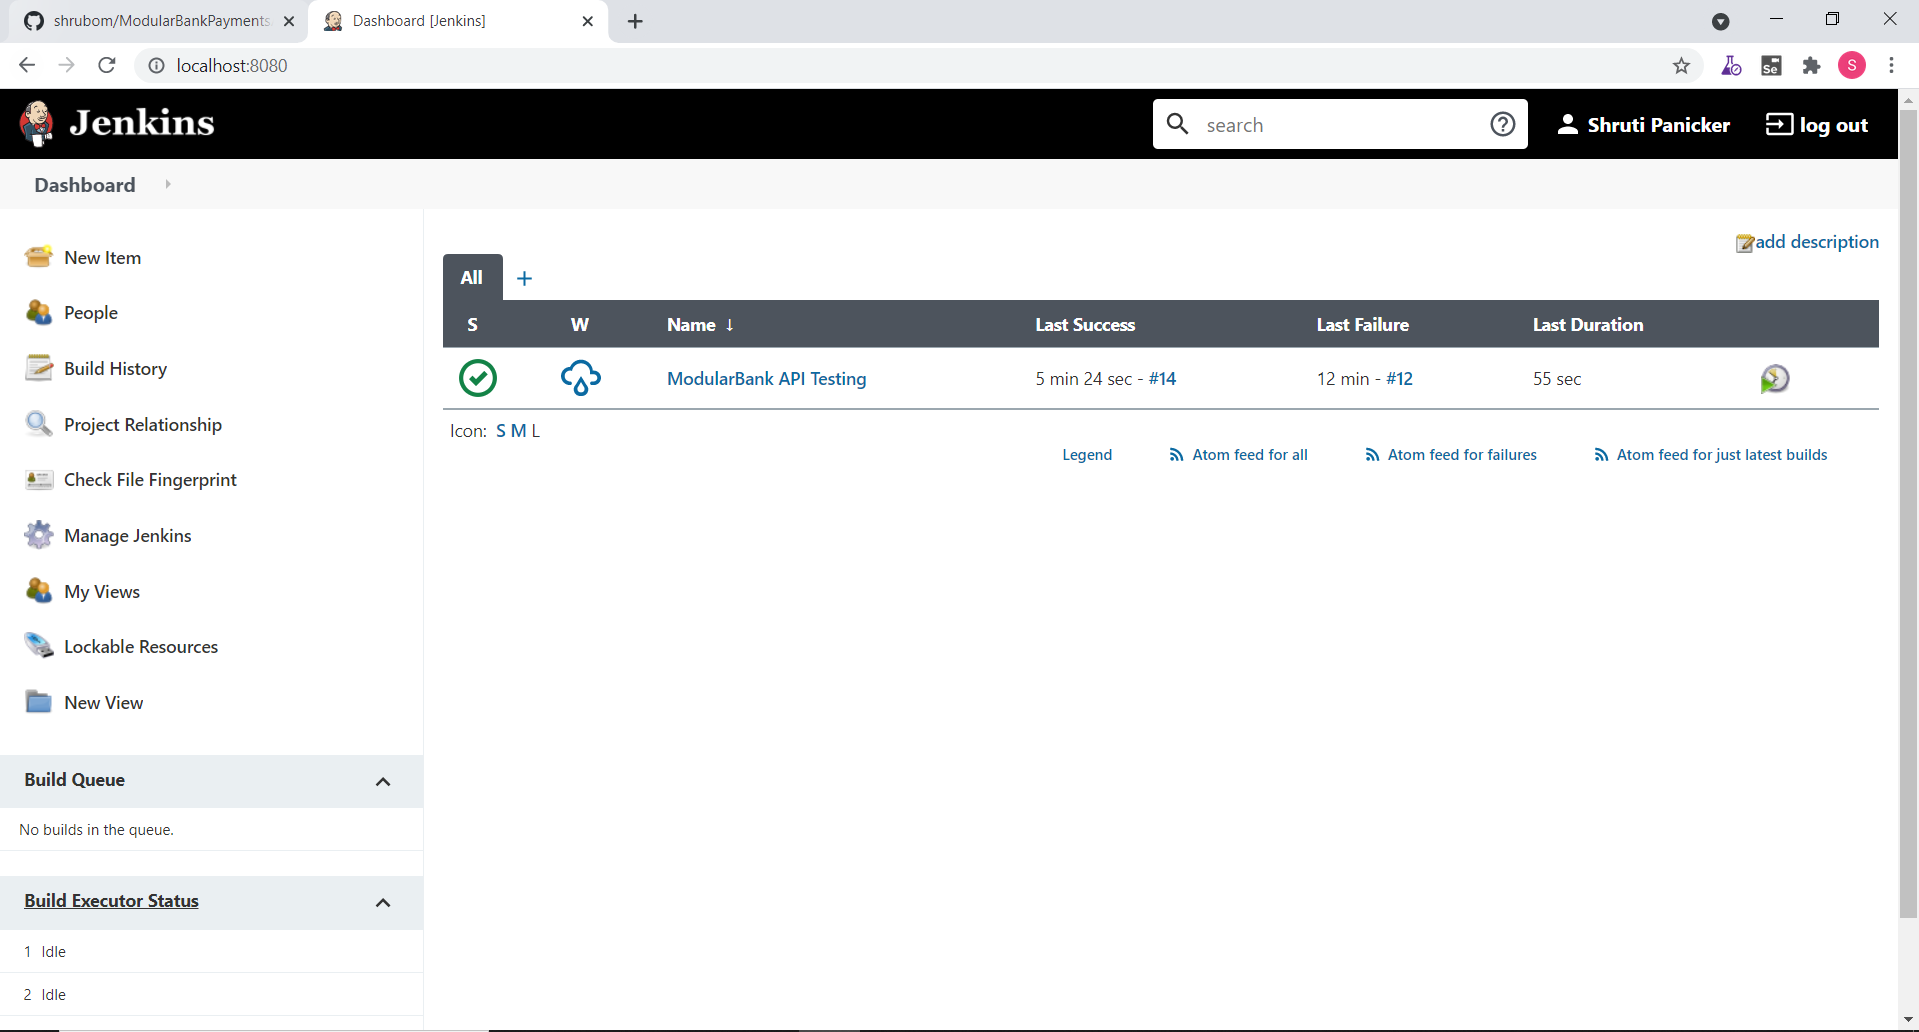 shrubom/ModularBankPayments
Dashboard [Jenkins]
localhost:8080
Se
S
Jenkins
search
Shruti Panicker
log out
Dashboard
New Item
People
Build History
Project Relationship
Check File Fingerprint
Manage Jenkins
My Views
Lockable Resources
New View
Build Queue
No builds in the queue.
Build Executor Status
1 Idle
2 Idle
add description
All +
S W Name ↓ Last Success Last Failure Last Duration
ModularBank API Testing 5 min 24 sec - #14 12 min - #12 55 sec
Icon: S M L
Legend Atom feed for all Atom feed for failures Atom feed for just latest builds